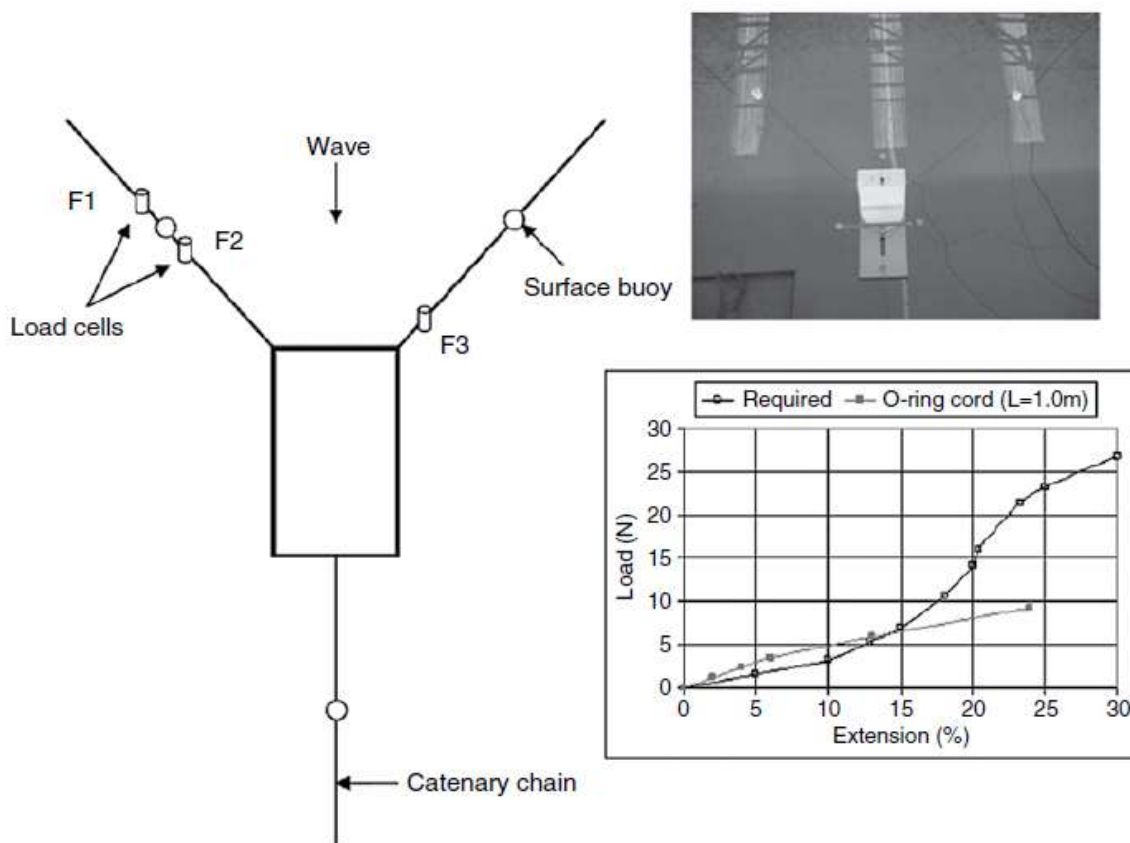 Wave
F1
F2
Load cells
Surface buoy
F3
Catenary chain
Required
O-ring cord (L=1.0m)
Load (N)
30
25
20
15
10
5
0
0 5 10 15 20 25 30
Extension (%)